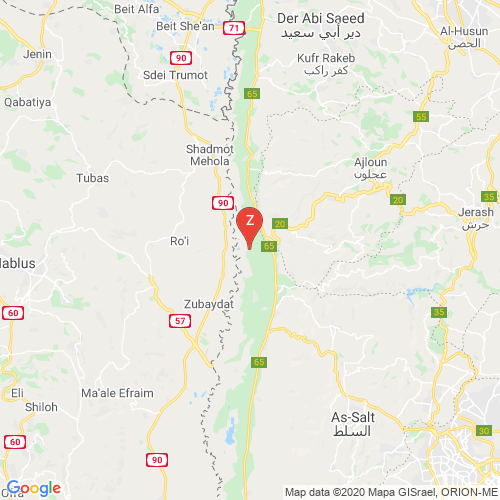 Beit Alfa
Beit She'an
71
Der Abi Saeed
دير أبي سعيد
Al-Husun
الحصن
Jenin
90
Kufr Rakeb
كفر راكب
Sdei Trumot
65
Qabatiya
55
Shadmot
Mehola
Ajloun
عجلون
Tubas
90
20
35
Z
20
Jerash
جرش
Ro'i
65
Nablus
Zubaydat
60
57
35
65
Eli
Ma'ale Efraim
Shiloh
As-Salt
السلط
60
90
30
Ofra
Google
Map data ©2020 Mapa GISrael, ORION-ME